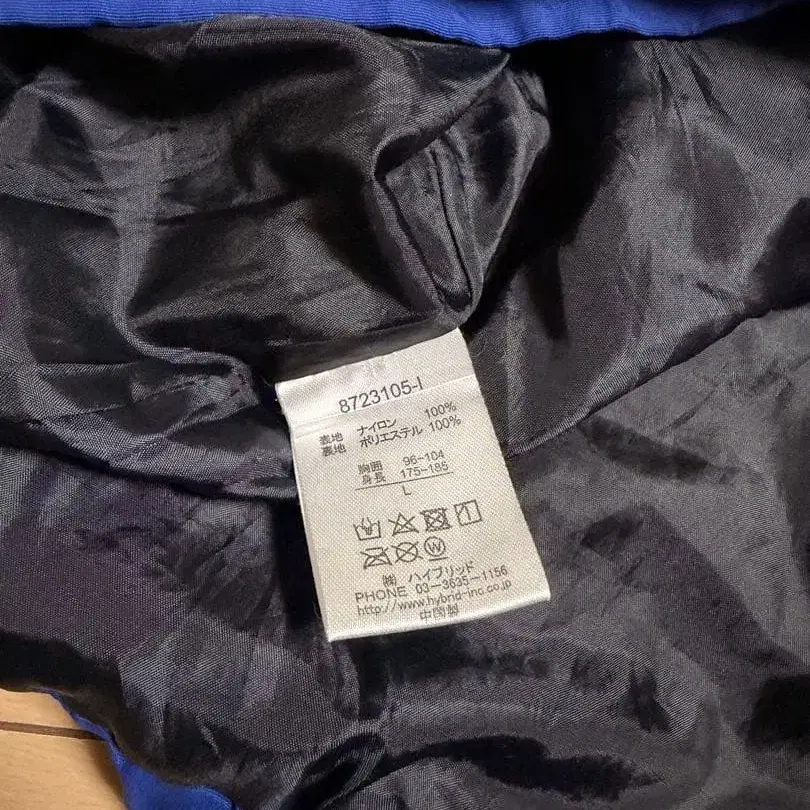 8723105-I
表地 ナイロン 100%
裏地 ポリエステル 100%
胸囲 96-104
身長 175-185
L
W
㈱ ハイブリッド
PHONE 03-3635-1156
http://www.hybrid-inc.co.jp
中国製